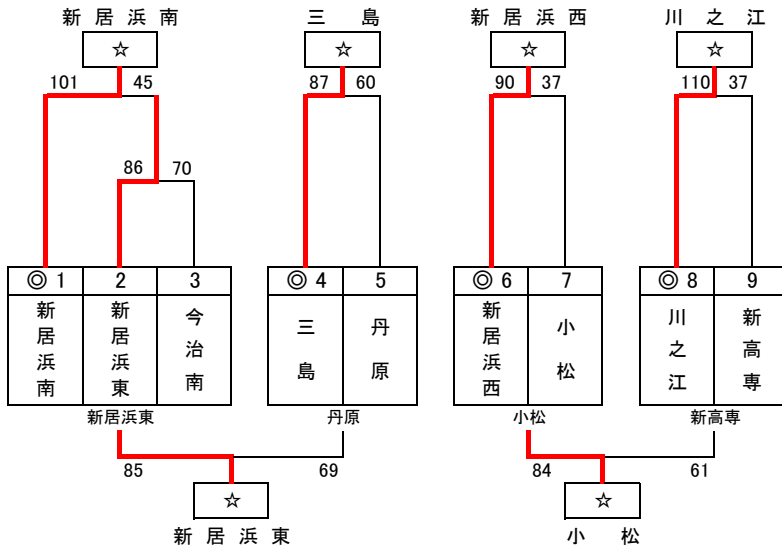 新居浜南 三島 新居浜西 川之江
☆ ☆ ☆ ☆
101 45 87 60 90 37 110 37
86 70
◎ 1 2 3 ◎ 4 5 ◎ 6 7 ◎ 8 9
新居浜南 新居浜東 今治南 三島 丹原 新居浜西 小松 川之江 新高専
新居浜東 丹原 小松 新高専
85 69 84 61
☆ ☆
新居浜東 小松